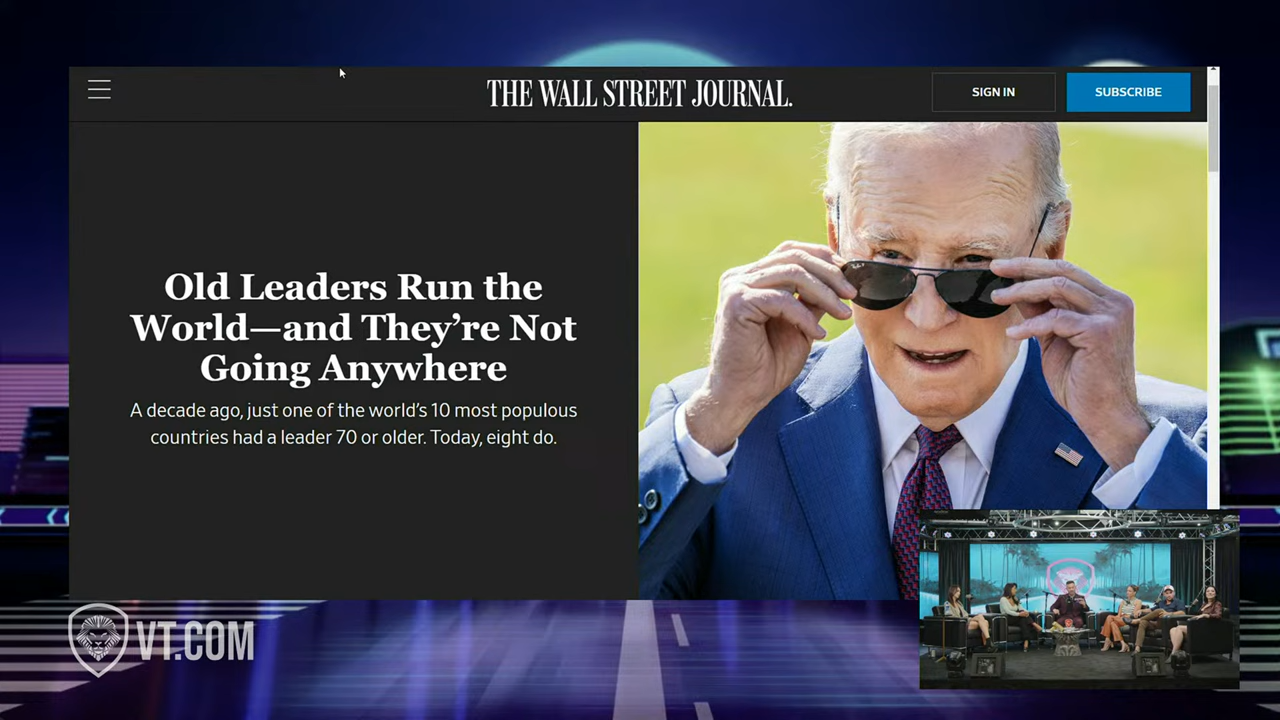 THE WALL STREET JOURNAL.
SIGN IN
SUBSCRIBE
Old Leaders Run the
World—and They're Not
Going Anywhere
A decade ago, just one of the world's 10 most populous
countries had a leader 70 or older. Today, eight do.
VT.COM